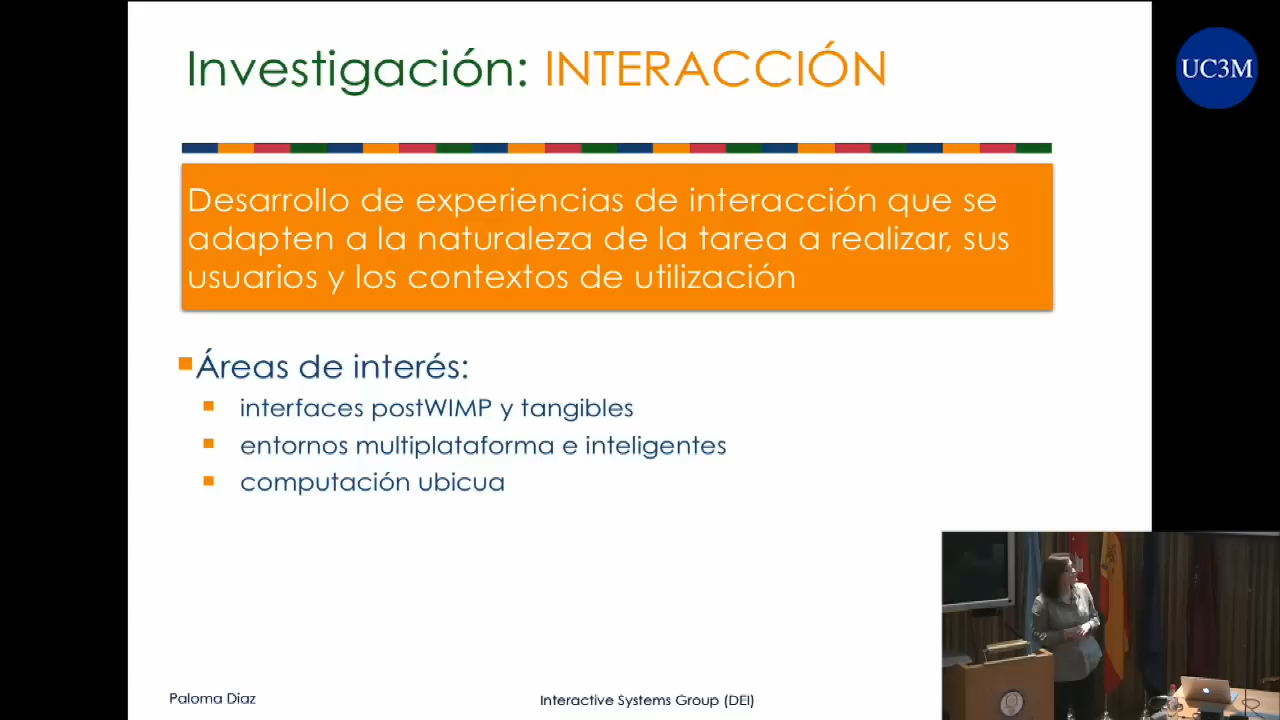 Investigación: INTERACCIÓN
UC3M
Desarrollo de experiencias de interacción que se
adapten a la naturaleza de la tarea a realizar, sus
usuarios y los contextos de utilización
Áreas de interés:
interfaces postWIMP y tangibles
entornos multiplataforma e inteligentes
computación ubicua
Paloma Díaz
Interactive Systems Group (DEI)